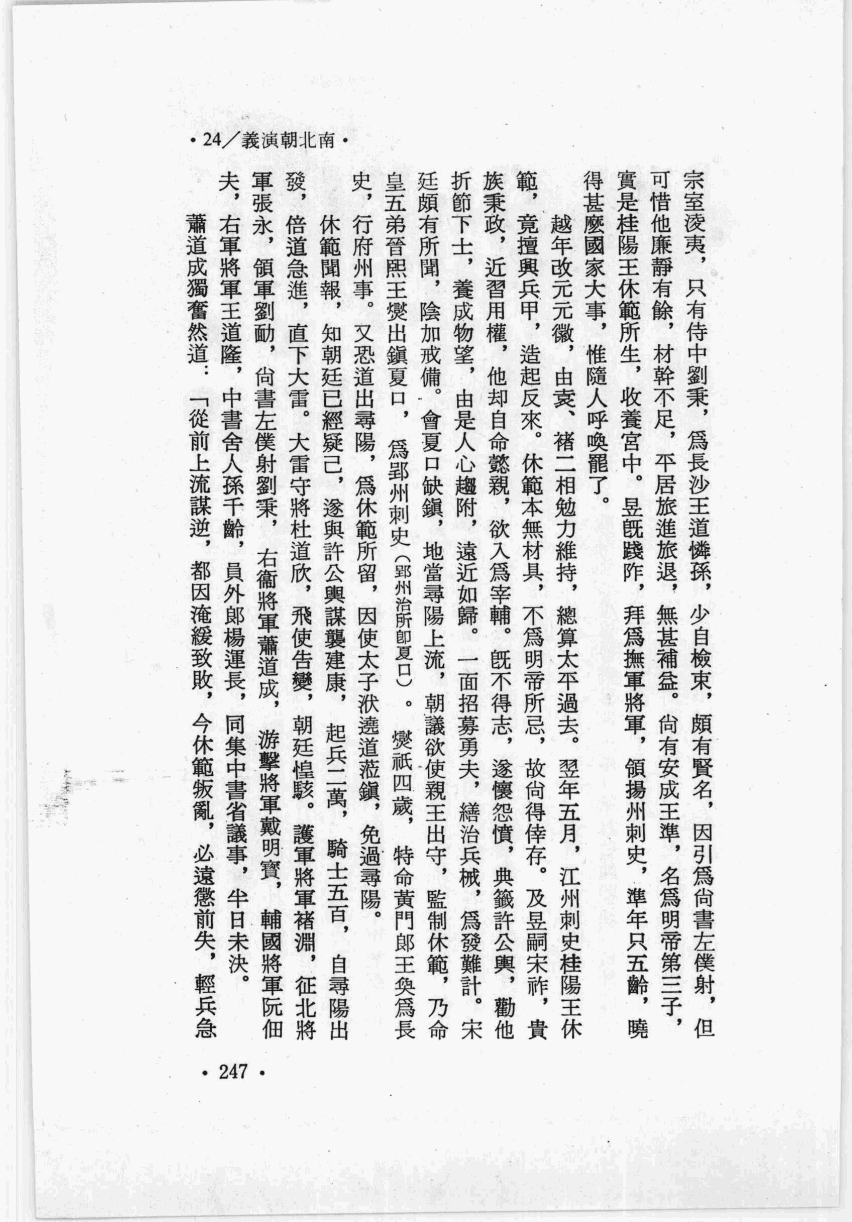 •24／義演朝北南•
宗室淩夷，只有侍中劉秉，爲長沙王道憐孫，少自檢束，頗有賢名，因引爲尙書左僕射，但
可惜他廉靜有餘，材幹不足，平居旅進旅退，無甚補益。尙有安成王準，名爲明帝第三子，
實是桂陽王休範所生，收養宮中。昱旣踐阼，拜爲撫軍將軍，領揚州刺史，準年只五齡，曉
得甚麼國家大事，惟隨人呼喚罷了。
越年改元元徽，由袁、褚二相勉力維持，總算太平過去。翌年五月，江州刺史桂陽王休
範，竟擅興兵甲，造起反來。休範本無材具，不爲明帝所忌，故尙得倖存。及昱嗣宋祚，貴
族秉政，近習用權，他却自命懿親，欲入爲宰輔。旣不得志，遂懷怨憤，典籤許公輿，勸他
折節下士，養成物望，由是人心趨附，遠近如歸。一面招募勇夫，繕治兵械，爲發難計。宋
廷頗有所聞，陰加戒備。會夏口缺鎭，地當尋陽上流，朝議欲使親王出守，監制休範，乃命
皇五弟晉熙王燮出鎭夏口，爲郢州刺史（郢州治所卽夏口）。燮祇四歲，特命黃門郎王奐爲長
史，行府州事。又恐道出尋陽，爲休範所留，因使太子洑遶道蒞鎭，免過尋陽。
休範聞報，知朝廷已經疑己，遂與許公輿謀襲建康，起兵二萬，騎士五百，自尋陽出
發，倍道急進，直下大雷。大雷守將杜道欣，飛使告變，朝廷惶駭。護軍將軍褚淵，征北將
軍張永，領軍劉勔，尙書左僕射劉秉，右衞將軍蕭道成，游擊將軍戴明寶，輔國將軍阮佃
夫，右軍將軍王道隆，中書舍人孫千齡，員外郎楊運長，同集中書省議事，半日未決。
蕭道成獨奮然道：「從前上流謀逆，都因淹緩致敗，今休範叛亂，必遠懲前失，輕兵急
•247•